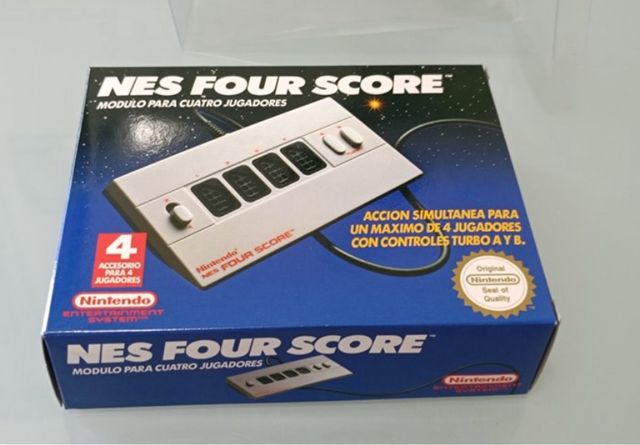 NES FOUR SCORE™
MODULO PARA CUATRO JUGADORES
Nintendo®
NES FOUR SCORE™
ACCION SIMULTANEA PARA
UN MAXIMO DE 4 JUGADORES
CON CONTROLES TURBO A Y B.
4
ACCESORIO
PARA 4
JUGADORES
Nintendo
ENTERTAINMENT
SYSTEM™
Original
Nintendo
Seal of
Quality
NES FOUR SCORE™
MODULO PARA CUATRO JUGADORES
Nintendo
ENTERTAINMENT
SYSTEM